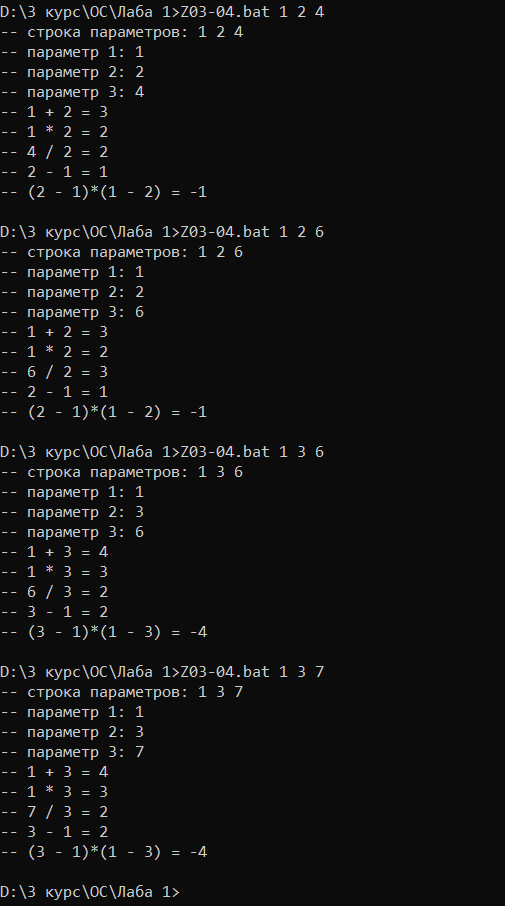 D:\3 курс\ОС\Лаба 1>Z03-04.bat 1 2 4
-- строка параметров: 1 2 4
-- параметр 1: 1
-- параметр 2: 2
-- параметр 3: 4
-- 1 + 2 = 3
-- 1 * 2 = 2
-- 4 / 2 = 2
-- 2 - 1 = 1
-- (2 - 1)*(1 - 2) = -1
D:\3 курс\ОС\Лаба 1>Z03-04.bat 1 2 6
-- строка параметров: 1 2 6
-- параметр 1: 1
-- параметр 2: 2
-- параметр 3: 6
-- 1 + 2 = 3
-- 1 * 2 = 2
-- 6 / 2 = 3
-- 2 - 1 = 1
-- (2 - 1)*(1 - 2) = -1
D:\3 курс\ОС\Лаба 1>Z03-04.bat 1 3 6
-- строка параметров: 1 3 6
-- параметр 1: 1
-- параметр 2: 3
-- параметр 3: 6
-- 1 + 3 = 4
-- 1 * 3 = 3
-- 6 / 3 = 2
-- 3 - 1 = 2
-- (3 - 1)*(1 - 3) = -4
D:\3 курс\ОС\Лаба 1>Z03-04.bat 1 3 7
-- строка параметров: 1 3 7
-- параметр 1: 1
-- параметр 2: 3
-- параметр 3: 7
-- 1 + 3 = 4
-- 1 * 3 = 3
-- 7 / 3 = 2
-- 3 - 1 = 2
-- (3 - 1)*(1 - 3) = -4
D:\3 курс\ОС\Лаба 1>